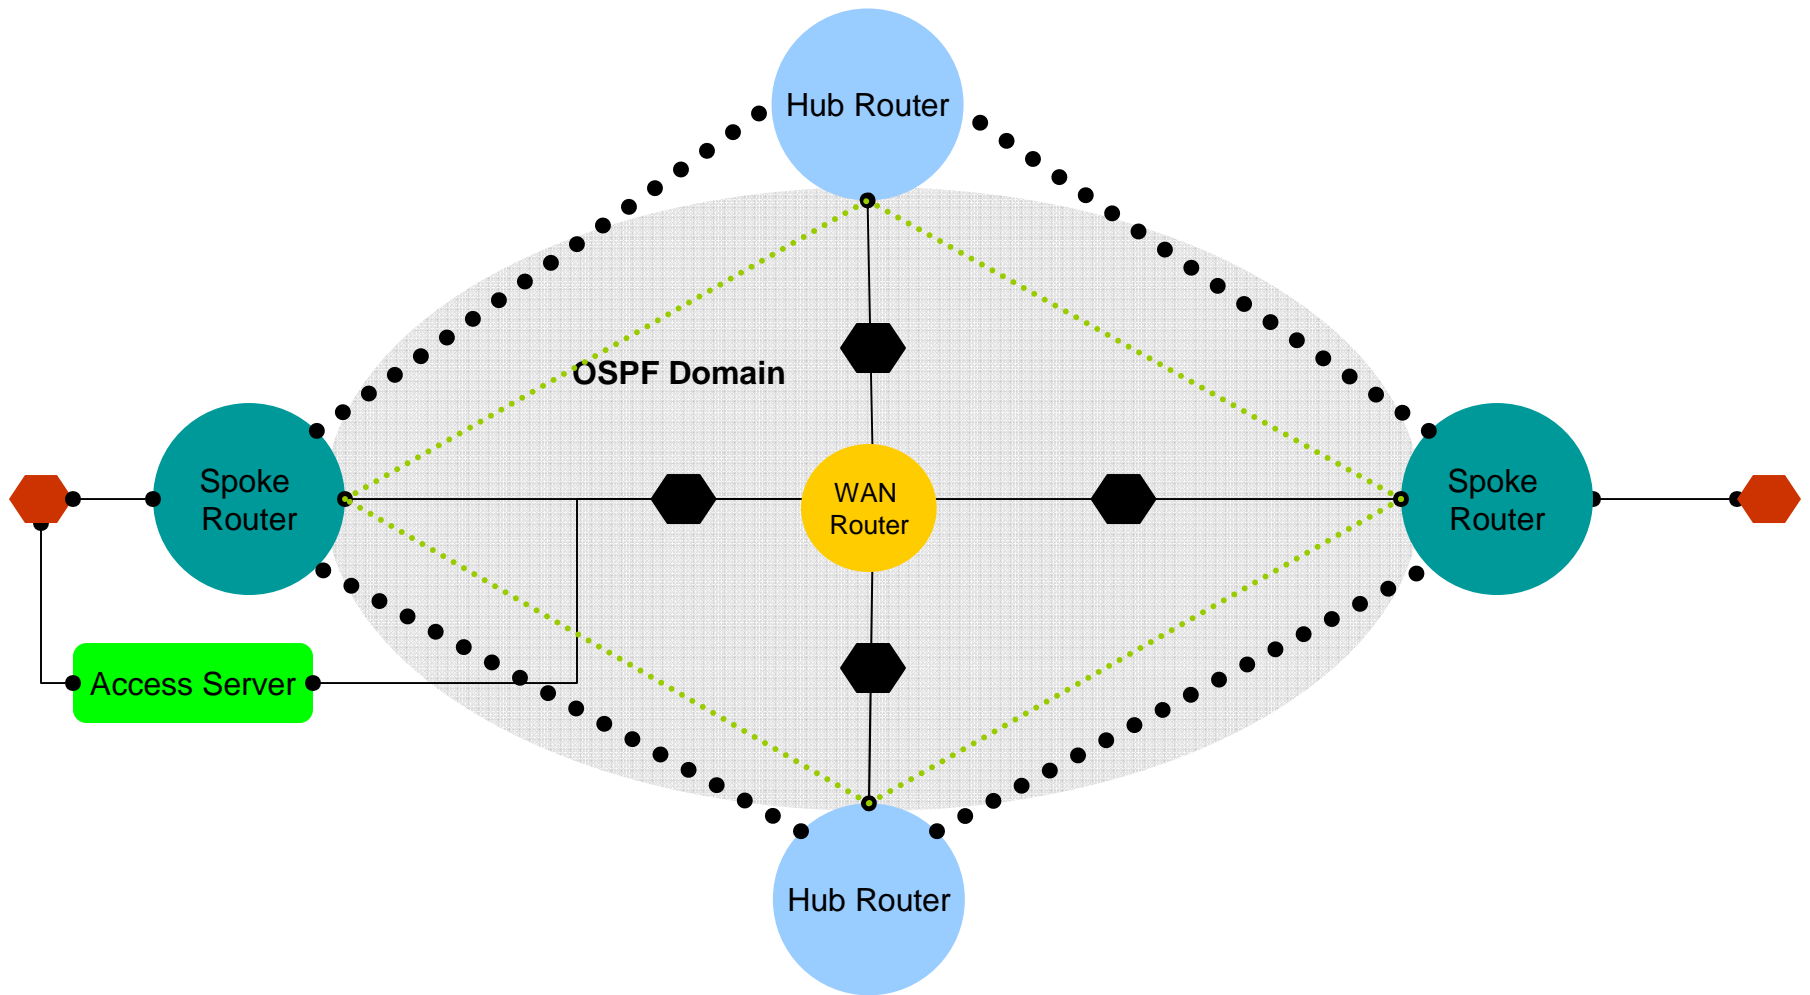 Hub Router
OSPF Domain
Spoke
Router
WAN
Router
Spoke
Router
Access Server
Hub Router